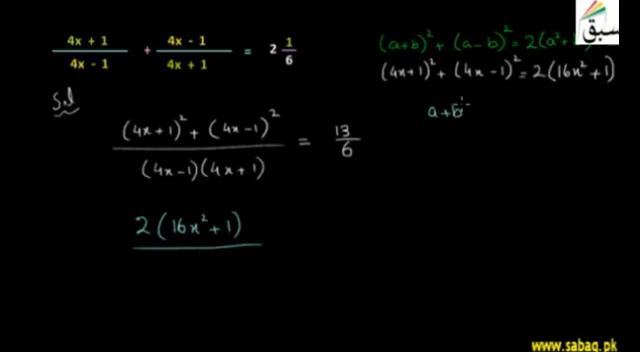 4x + 1 / 4x - 1 + 4x - 1 / 4x + 1 = 2 1/6
Sol
(4x+1)² + (4x-1)² / (4x-1)(4x+1) = 13/6
2(16x²+1)
(a+b)² + (a-b)² = 2(a²+
(4x+1)² + (4x-1)² = 2(16x²+1)
a+b
سبق
www.sabaq.pk